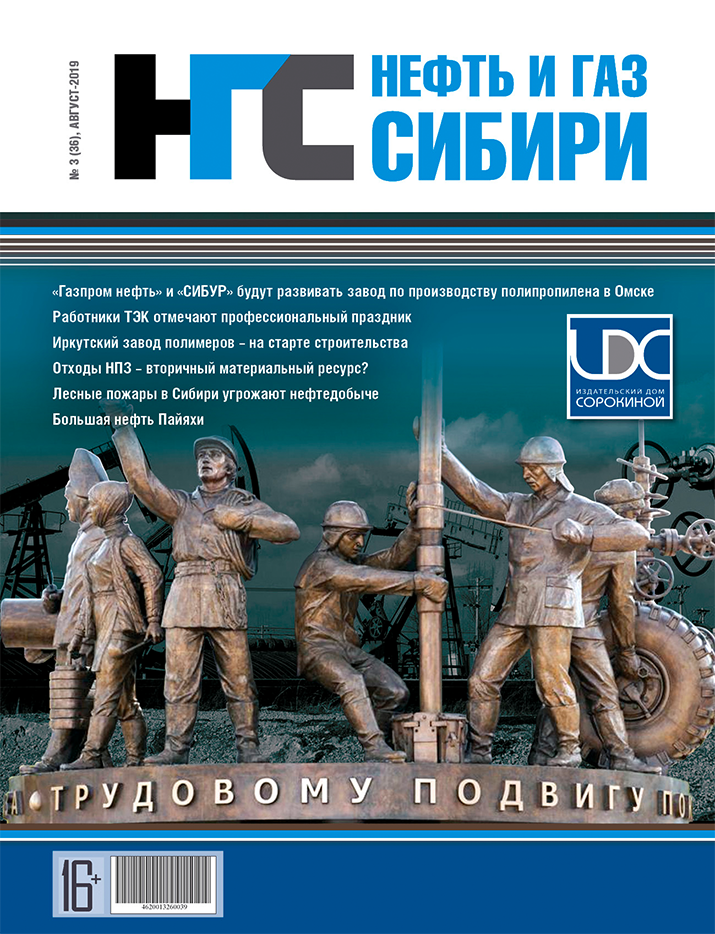 № 3 (36), АВГУСТ-2019
НГС
НЕФТЬ И ГАЗ
СИБИРИ
«Газпром нефть» и «СИБУР» будут развивать завод по производству полипропилена в Омске
Работники ТЭК отмечают профессиональный праздник
Иркутский завод полимеров – на старте строительства
Отходы НПЗ – вторичный материальный ресурс?
Лесные пожары в Сибири угрожают нефтедобыче
Большая нефть Пайяхи
ИЗДАТЕЛЬСКИЙ ДОМ
СОРОКИНОЙ
ТРУДОВОМУ ПОДВИГУ
16+
4620013260039